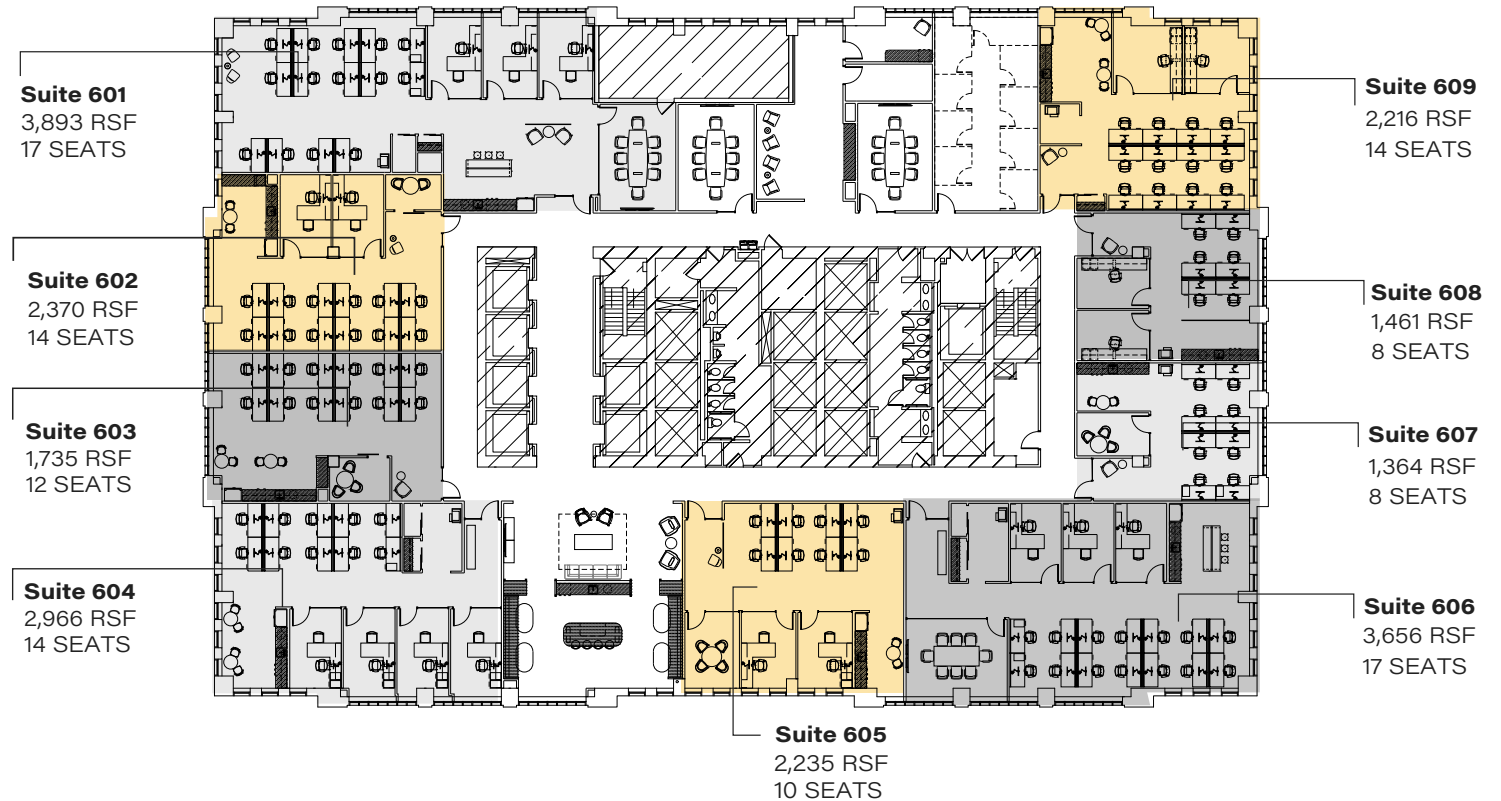 Suite 601
3,893 RSF
17 SEATS
Suite 602
2,370 RSF
14 SEATS
Suite 603
1,735 RSF
12 SEATS
Suite 604
2,966 RSF
14 SEATS
Suite 605
2,235 RSF
10 SEATS
Suite 606
3,656 RSF
17 SEATS
Suite 607
1,364 RSF
8 SEATS
Suite 608
1,461 RSF
8 SEATS
Suite 609
2,216 RSF
14 SEATS